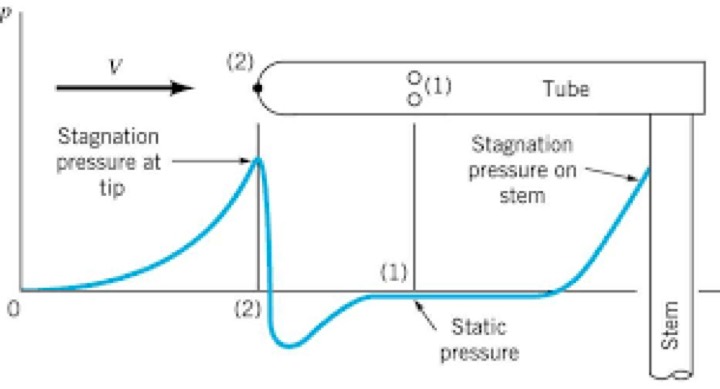 p
V
(2)
(1)
Tube
Stagnation
pressure at
tip
Stagnation
pressure on
stem
(1)
0
(2)
Static
pressure
Stem